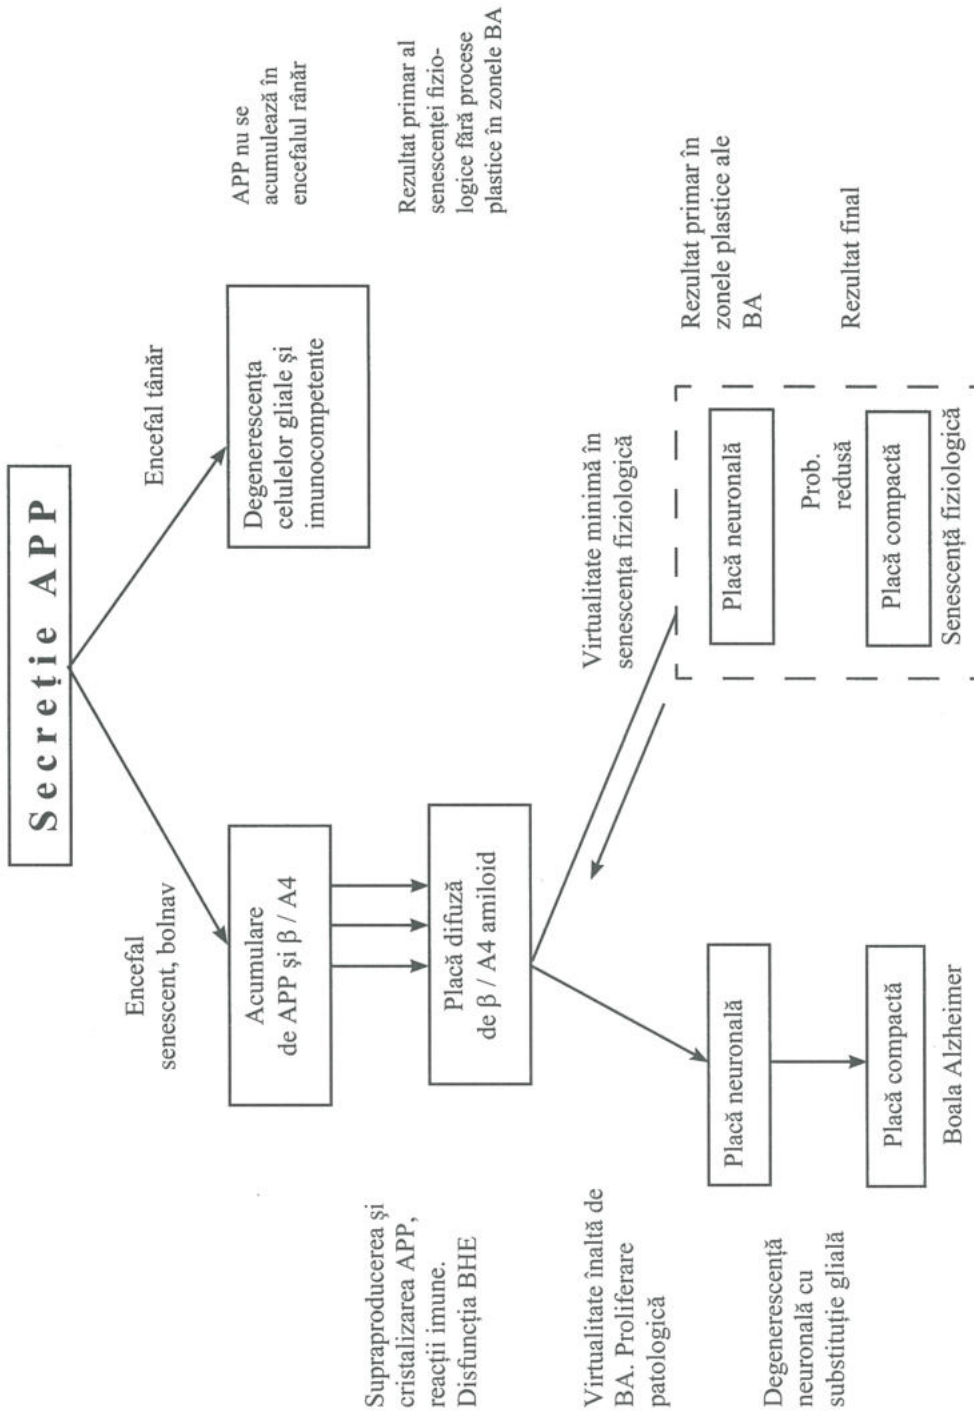 Secreție APP
Encefal
senescent, bolnav
Encefal tânăr
Acumulare
de APP şi β / A4
Degenerescența
celulelor gliale şi
imunocompetente
APP nu se
acumulează în
encefalul rânăr
Supraproducerea şi
cristalizarea APP,
reacții imune.
Disfuncția BHE
Placă difuză
de β / A4 amiloid
Rezultat primar al
senescenței fizio-
logice fără procese
plastice în zonele BA
Virtualitate înaltă de
BA. Proliferare
patologică
Virtualitate minimă în
senescența fiziologică
Placă neuronală
Placă neuronală
Rezultat primar în
zonele plastice ale
BA
Degenerescență
neuronală cu
substituție glială
Prob.
redusă
Placă compactă
Placă compactă
Rezultat final
Boala Alzheimer
Senescență fiziologică